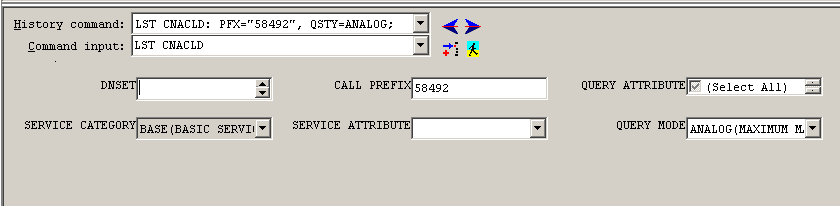 History command: LST CNACLD: PFX="58492", QSTY=ANALOG;
Command input: LST CNACLD
DNSET CALL PREFIX 58492 QUERY ATTRIBUTE (Select All)
SERVICE CATEGORY BASE(BASIC SERVI SERVICE ATTRIBUTE QUERY MODE ANALOG(MAXIMUM M